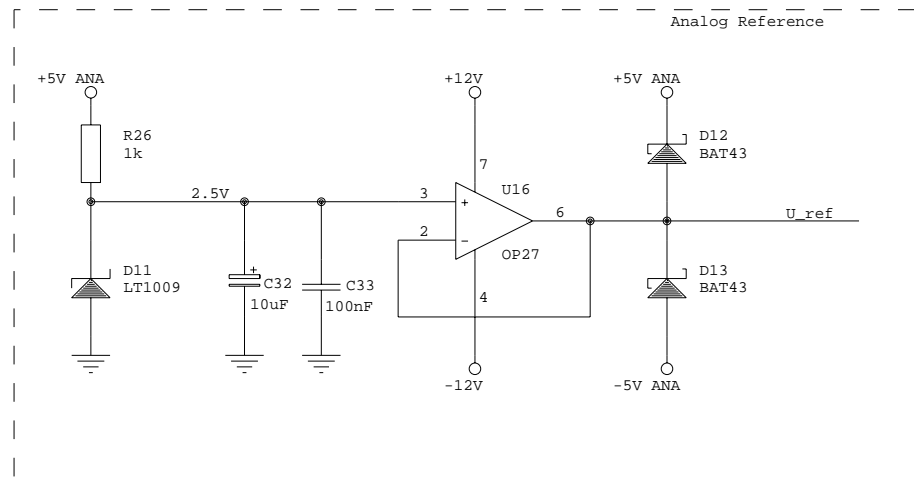 Analog Reference
+5V ANA
+12V
+5V ANA
R26
1k
D12
BAT43
7
U16
2.5V
3
+
6
U_ref
2
−
OP27
D11
LT1009
+
C32
10uF
C33
100nF
4
D13
BAT43
-12V
-5V ANA